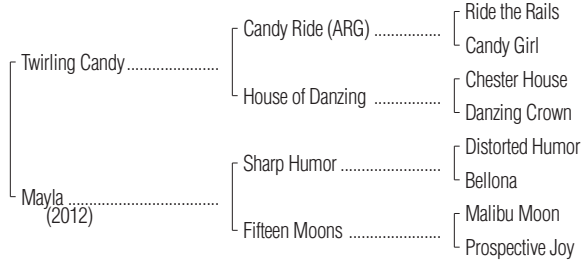 Ride the Rails
Candy Ride (ARG) ................
Candy Girl
Twirling Candy ......................
Chester House
House of Danzing ................
Danzing Crown
Distorted Humor
Sharp Humor ........................
Bellona
Mayla ....................................
(2012)
Malibu Moon
Fifteen Moons ......................
Prospective Joy